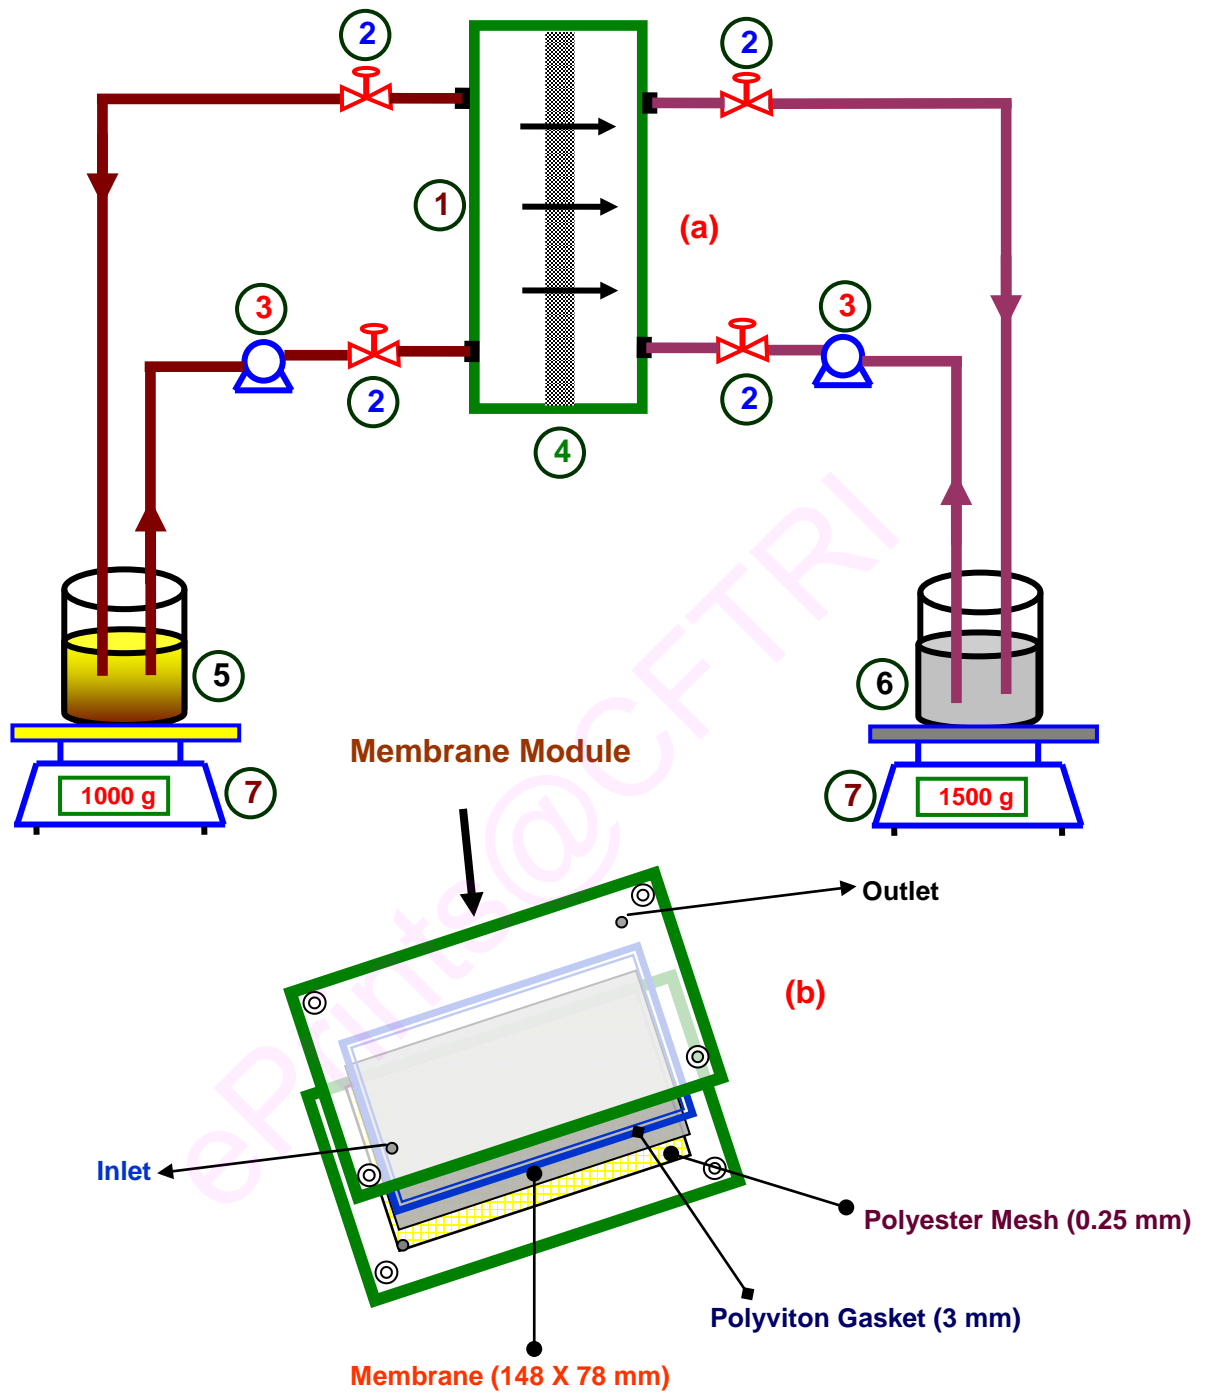 2
2
1
(a)
3
3
2
2
4
5
6
Membrane Module
1000 g
7
7
1500 g
Outlet
(b)
Inlet
Polyester Mesh (0.25 mm)
Polyviton Gasket (3 mm)
Membrane (148 X 78 mm)
ePrints@CFTRI